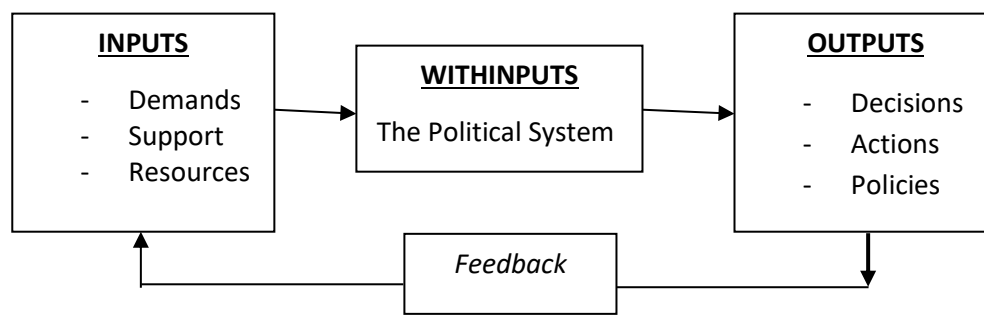 INPUTS
- Demands
- Support
- Resources
WITHINPUTS
The Political System
OUTPUTS
- Decisions
- Actions
- Policies
Feedback